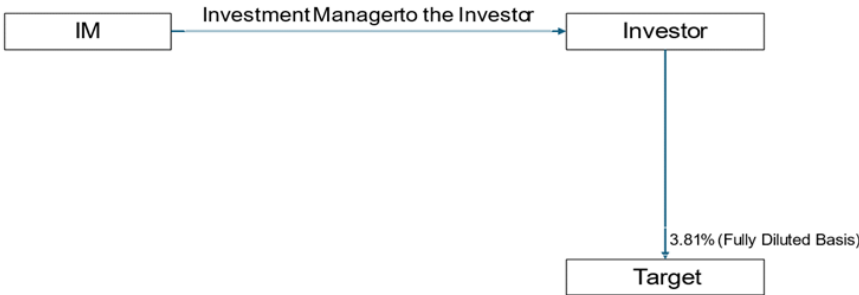 Investment Manager to the Investor
IM
Investor
3.81% (Fully Diluted Basis)
Target